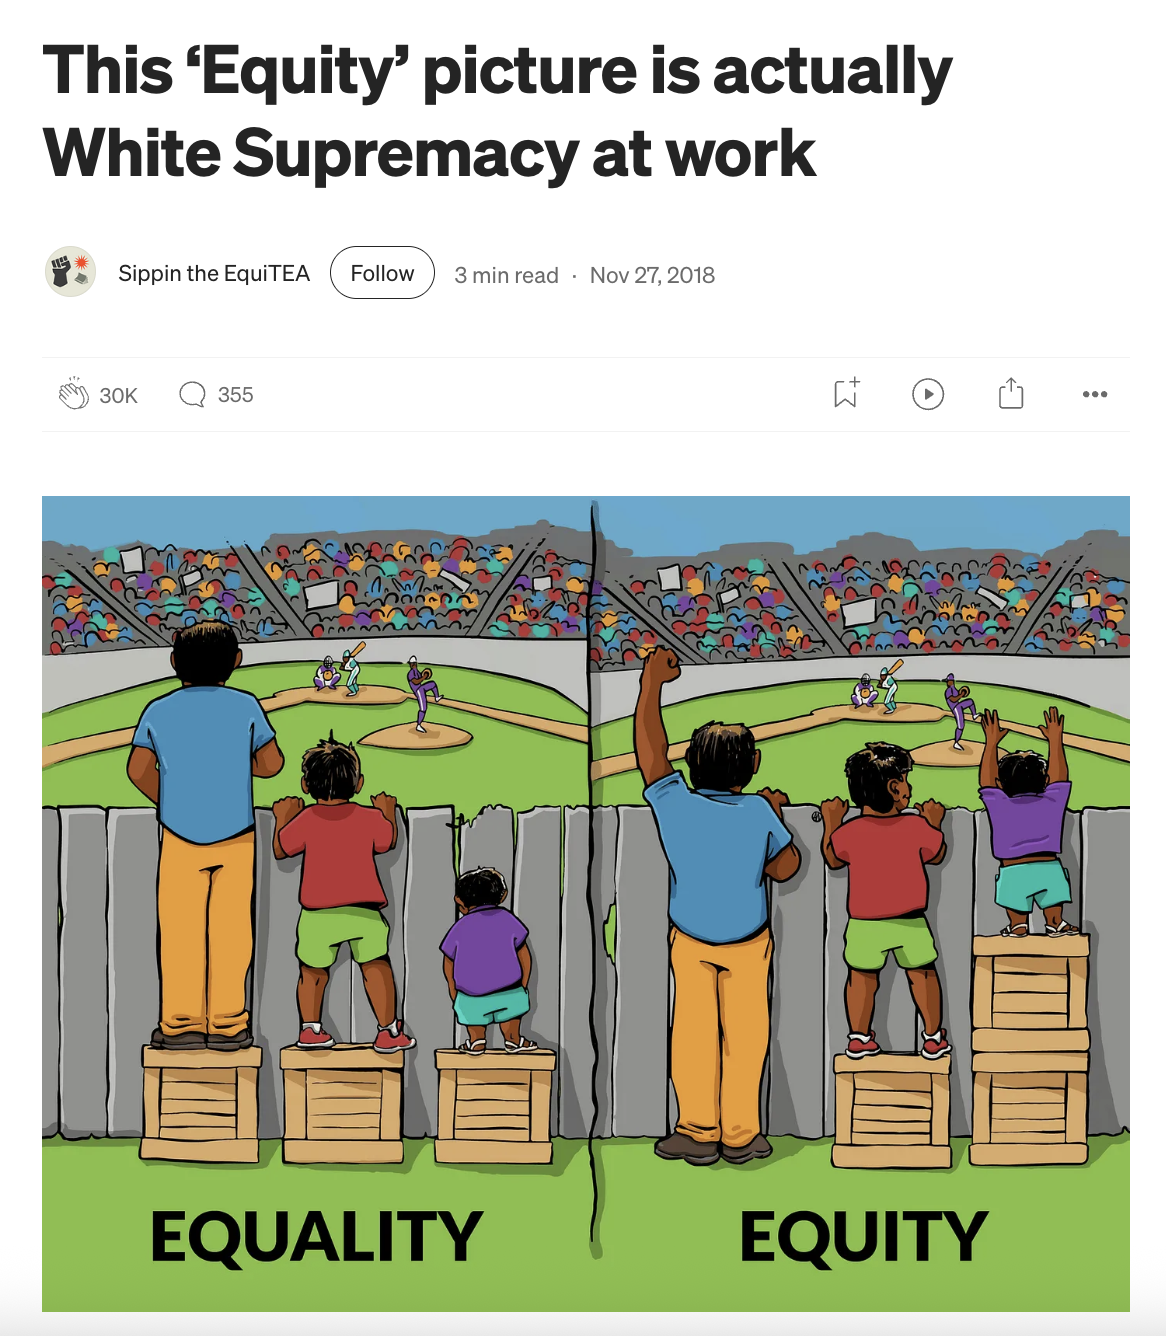 This ‘Equity’ picture is actually
White Supremacy at work
Sippin the EquiTEA Follow 3 min read · Nov 27, 2018
30K 355
EQUALITY EQUITY